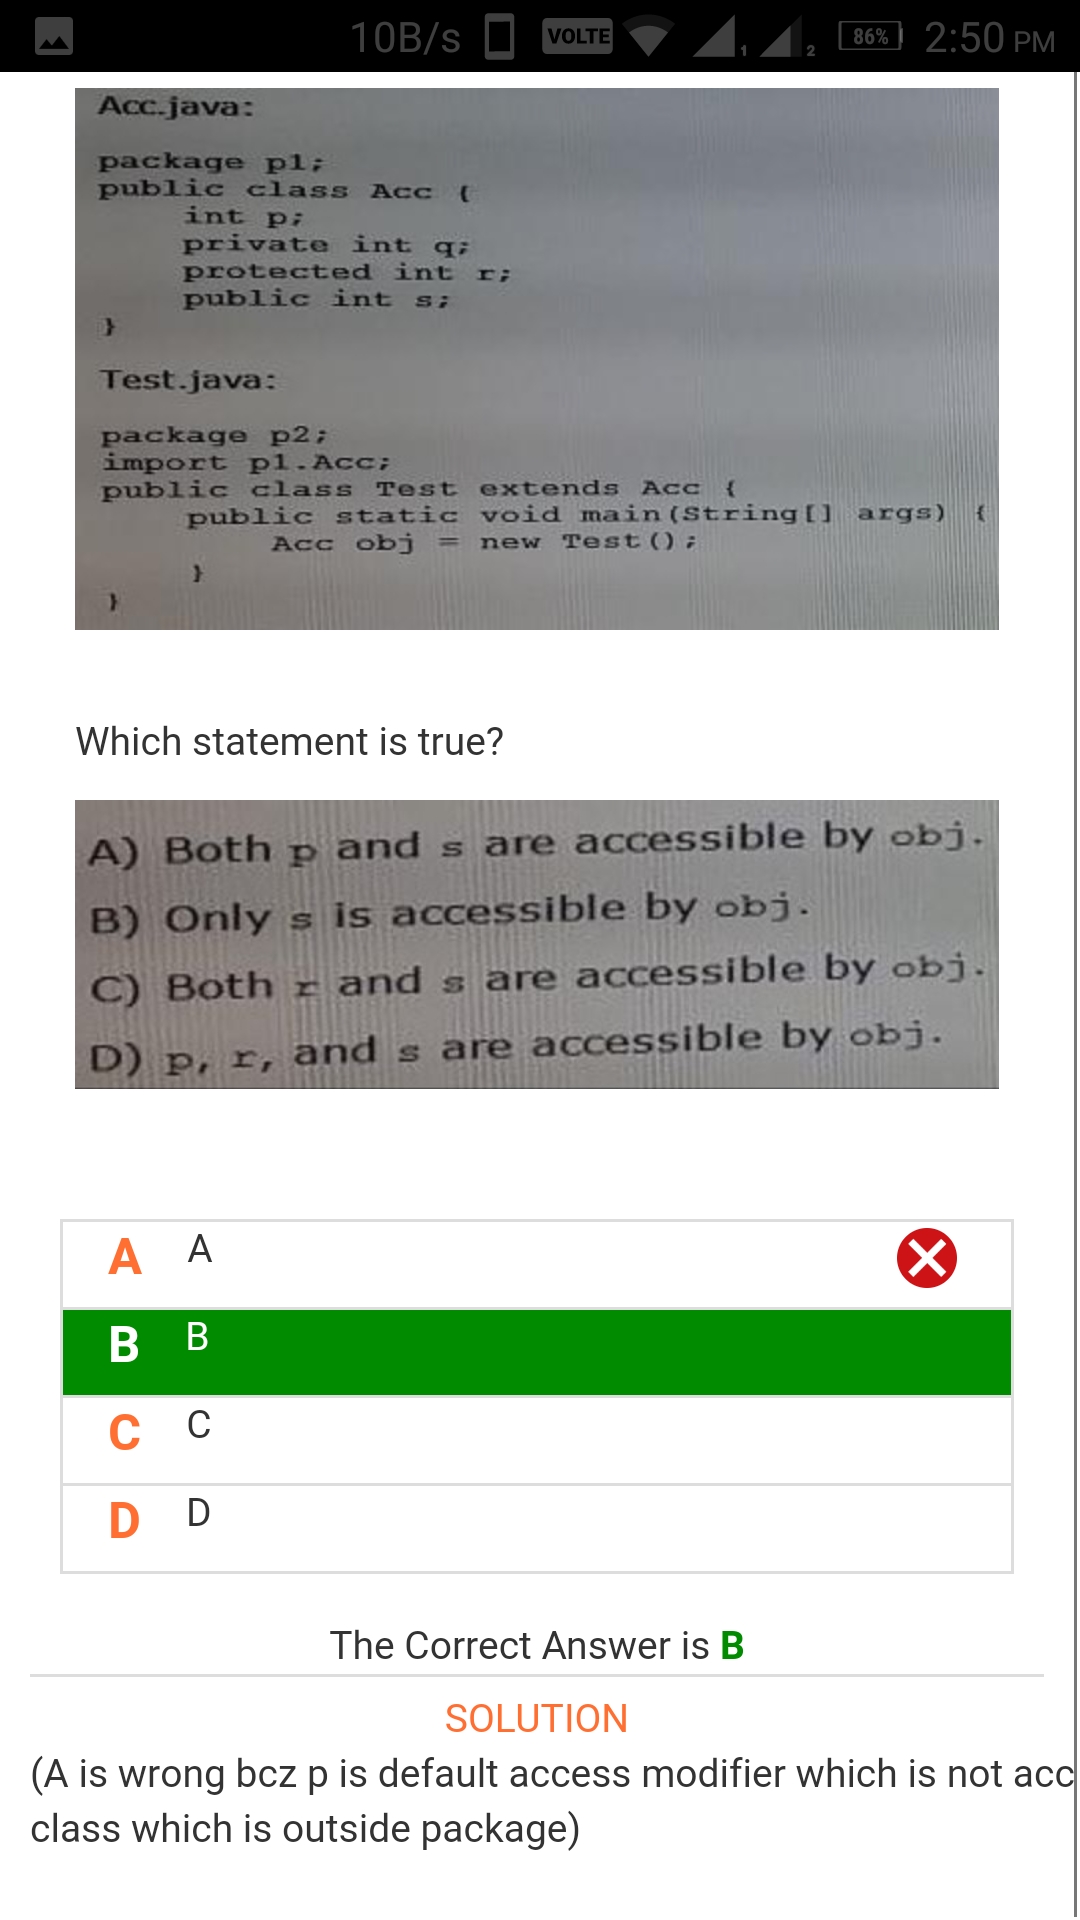 10B/s VOLTE 1 2 86% 2:50 PM
Acc.java:
package p1;
public class Acc {
int p;
private int q;
protected int r;
public int s;
}
Test.java:
package p2;
import p1.Acc;
public class Test extends Acc {
public static void main(String[] args) {
Acc obj = new Test();
}
}
Which statement is true?
A) Both p and s are accessible by obj.
B) Only s is accessible by obj.
C) Both r and s are accessible by obj.
D) p, r, and s are accessible by obj.
A A
B B
C C
D D
The Correct Answer is B
SOLUTION
(A is wrong bcz p is default access modifier which is not acc
class which is outside package)